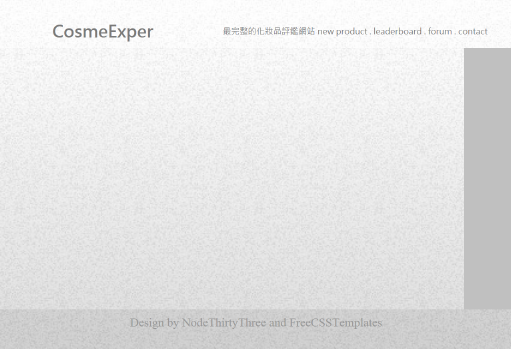 CosmeExper
最完整的化妝品評鑑網站 new product . leaderboard . forum . contact
Design by NodeThirtyThree and FreeCSSTemplates